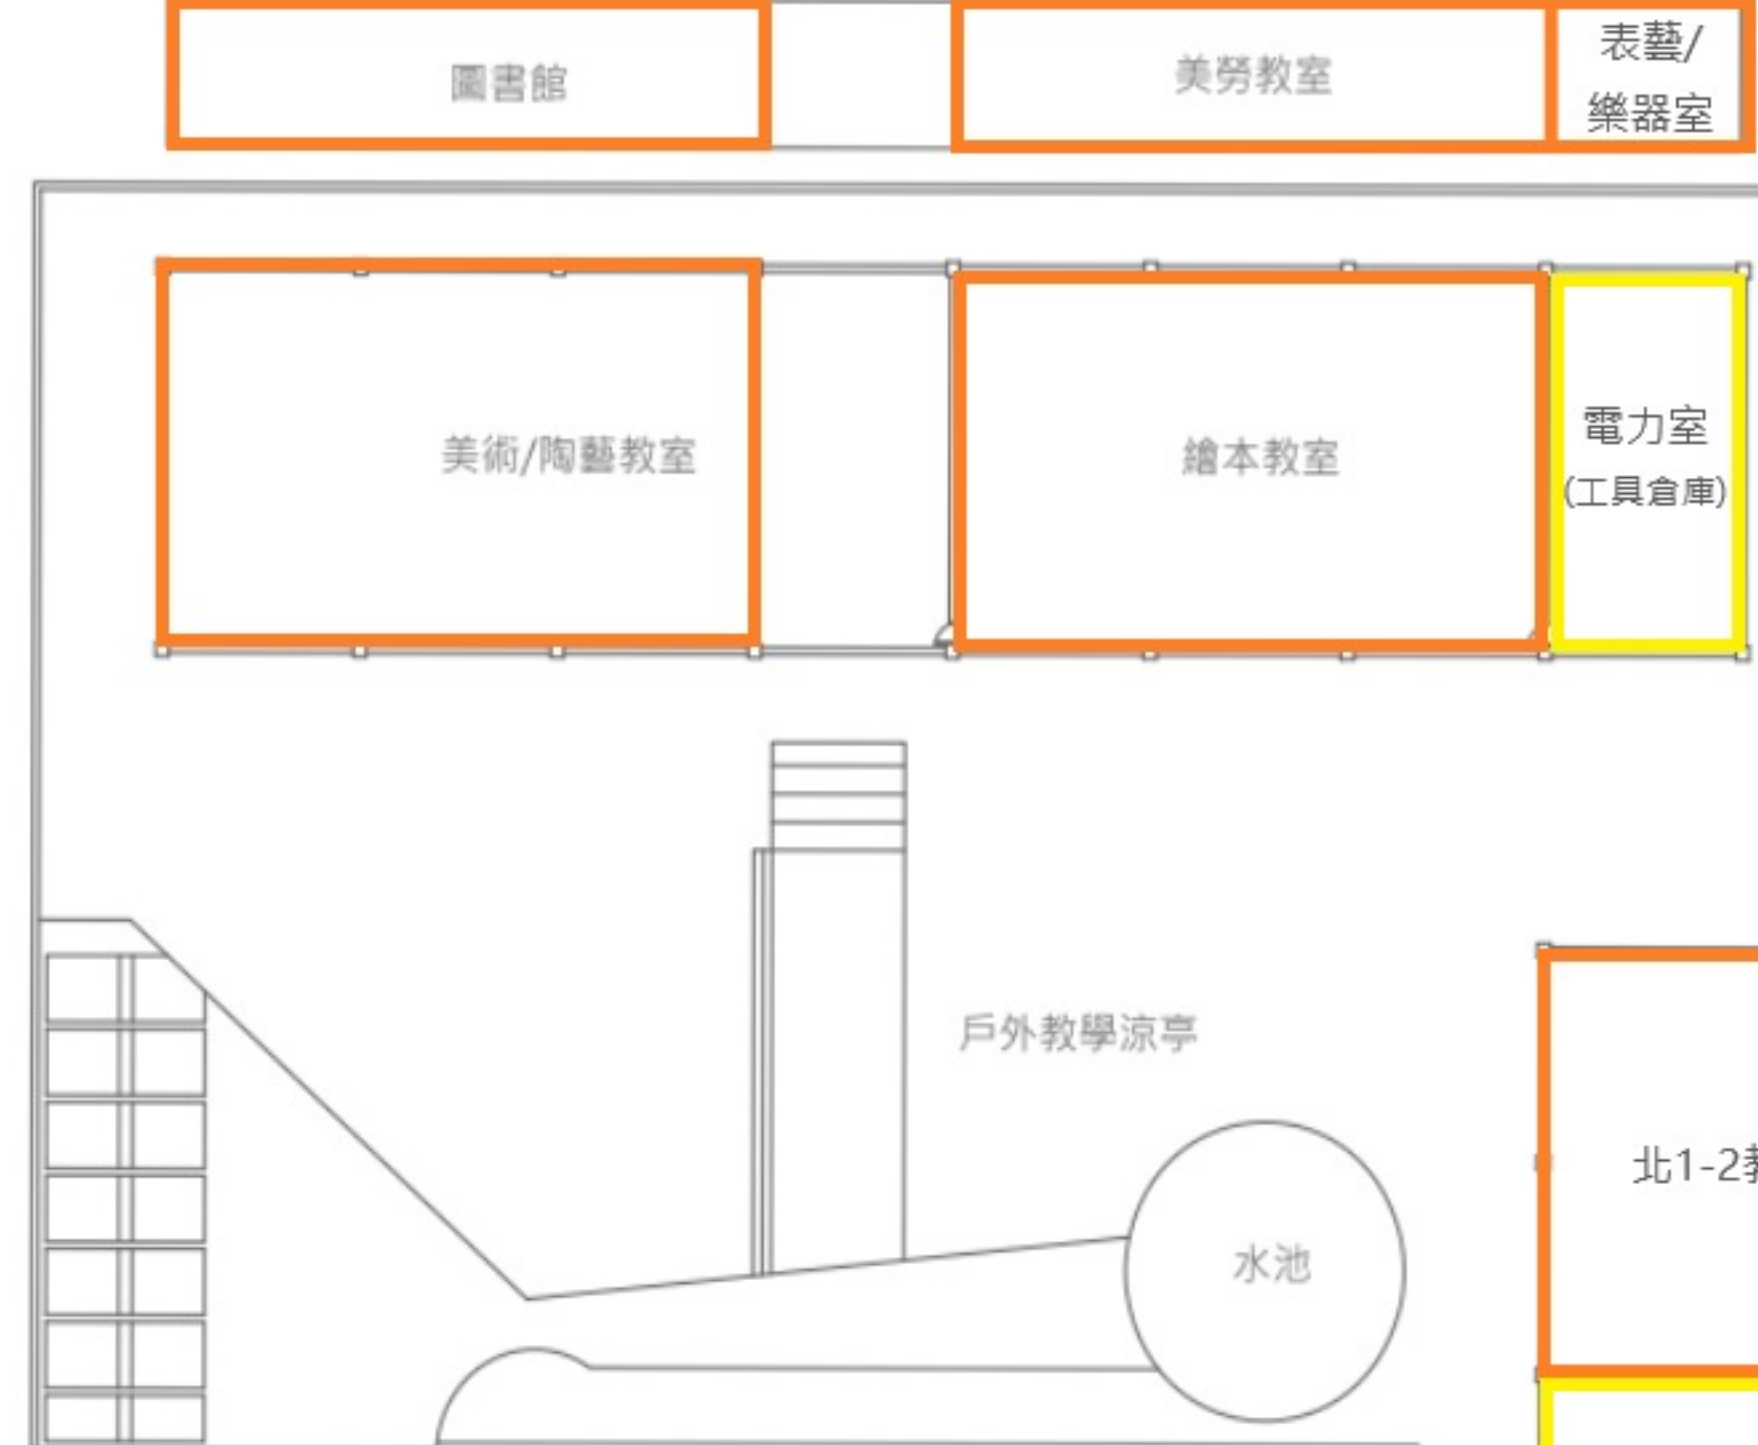 圖書館
美勞教室
表藝/
樂器室
美術/陶藝教室
繪本教室
電力室
(工具倉庫)
戶外教學涼亭
北1-2
水池